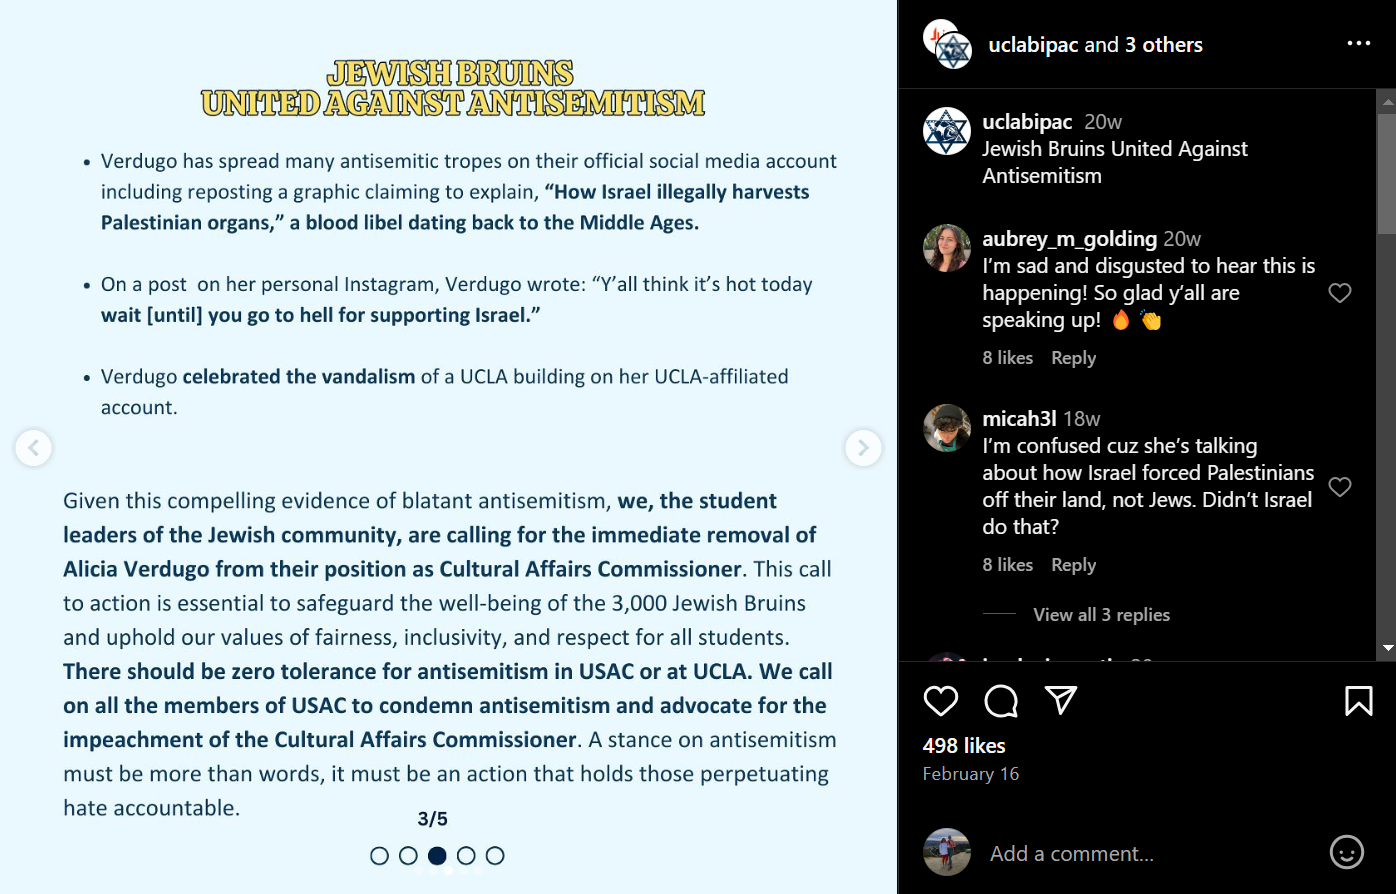 JEWISH BRUINS
UNITED AGAINST ANTISEMITISM
• Verdugo has spread many antisemitic tropes on their official social media account
including reposting a graphic claiming to explain, “How Israel illegally harvests
Palestinian organs,” a blood libel dating back to the Middle Ages.
• On a post on her personal Instagram, Verdugo wrote: “Y’all think it’s hot today
wait [until] you go to hell for supporting Israel.”
• Verdugo celebrated the vandalism of a UCLA building on her UCLA-affiliated
account.
Given this compelling evidence of blatant antisemitism, we, the student
leaders of the Jewish community, are calling for the immediate removal of
Alicia Verdugo from their position as Cultural Affairs Commissioner. This call
to action is essential to safeguard the well-being of the 3,000 Jewish Bruins
and uphold our values of fairness, inclusivity, and respect for all students.
There should be zero tolerance for antisemitism in USAC or at UCLA. We call
on all the members of USAC to condemn antisemitism and advocate for the
impeachment of the Cultural Affairs Commissioner. A stance on antisemitism
must be more than words, it must be an action that holds those perpetuating
hate accountable.
3/5
uclabipac and 3 others
uclabipac 20w
Jewish Bruins United Against
Antisemitism
aubrey_m_golding 20w
I’m sad and disgusted to hear this is
happening! So glad y’all are
speaking up! 🔥 👏
8 likes Reply
micah3l 18w
I’m confused cuz she’s talking
about how Israel forced Palestinians
off their land, not Jews. Didn’t Israel
do that?
8 likes Reply
View all 3 replies
498 likes
February 16
Add a comment...